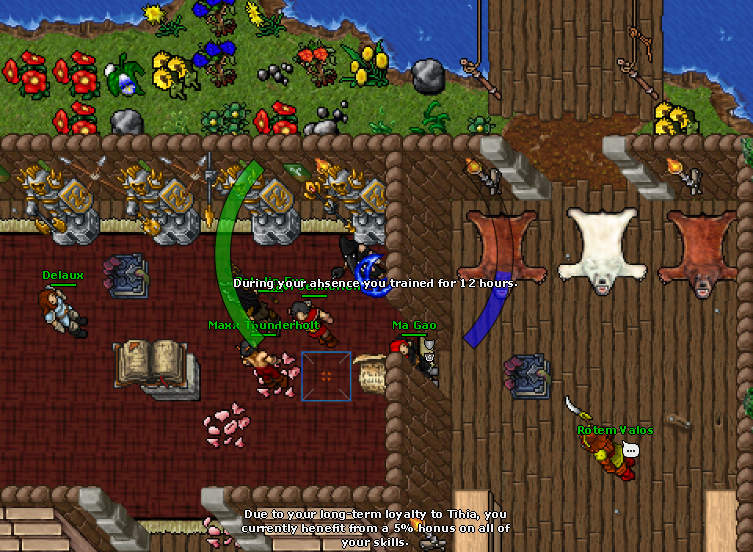 Delaux
During your absence you trained for 12 hours.
Maxx Thunderbolt
Ma Gao
Rotem Valos
Due to your long-term loyalty to Tibia, you
currently benefit from a 5% bonus on all of
your skills.